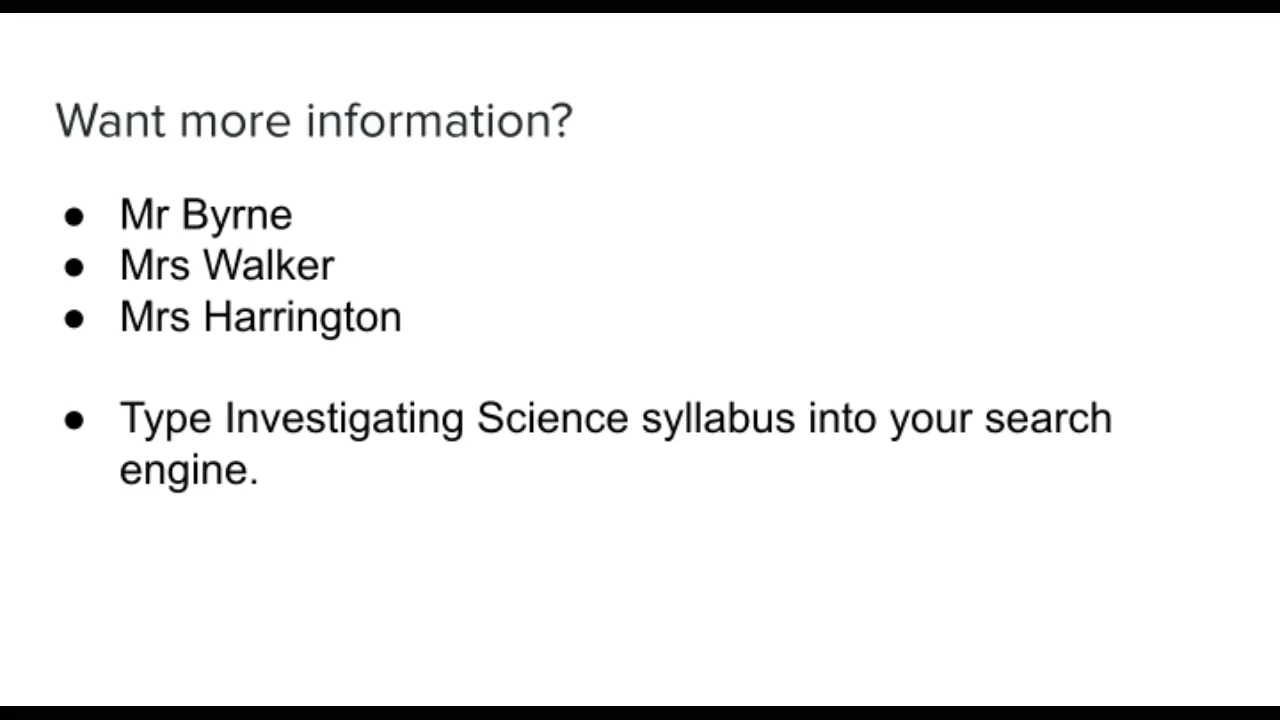 Want more information?
● Mr Byrne
● Mrs Walker
● Mrs Harrington
● Type Investigating Science syllabus into your search
engine.